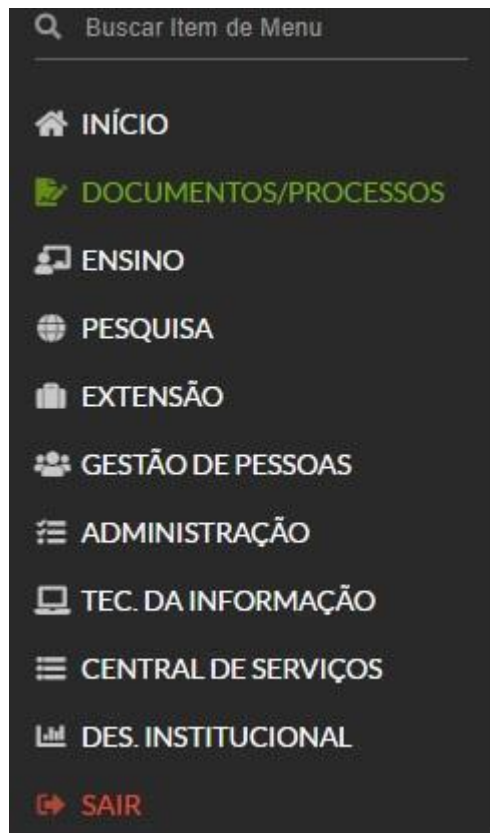 Buscar Item de Menu
INÍCIO
DOCUMENTOS/PROCESSOS
ENSINO
PESQUISA
EXTENSÃO
GESTÃO DE PESSOAS
ADMINISTRAÇÃO
TEC. DA INFORMAÇÃO
CENTRAL DE SERVIÇOS
DES. INSTITUCIONAL
SAIR